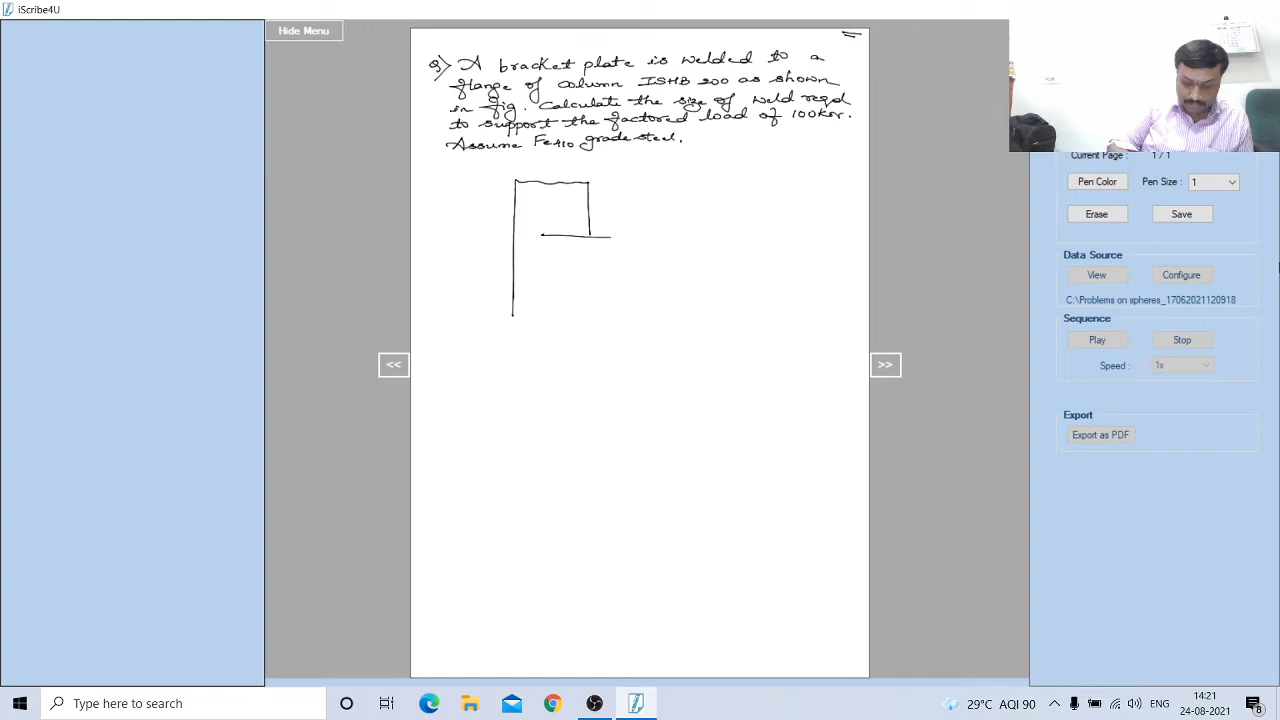 iScribe4U
Hide Menu
Q) A bracket plate is welded to a
flange of column ISHB 200 as shown
in fig. Calculate the size of weld reqd
to support the factored load of 100kN.
Assume Fe410 grade steel.
<<
>>
Current Page : 1 / 1
Pen Color Pen Size : 1
Erase Save
Data Source
View Configure
C:\Problems on spheres_17062021120918
Sequence
Play Stop
Speed : 1x
Export
Export as PDF
Type here to search
29°C AQI 90 ENG 14:21
24-08-2021 8